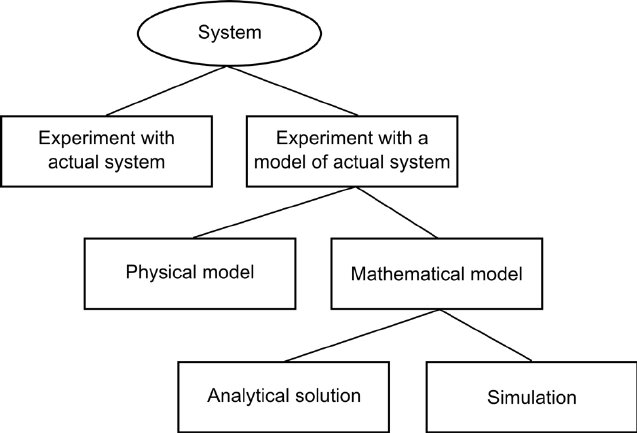 System
Experiment with
actual system
Experiment with a
model of actual system
Physical model
Mathematical model
Analytical solution
Simulation